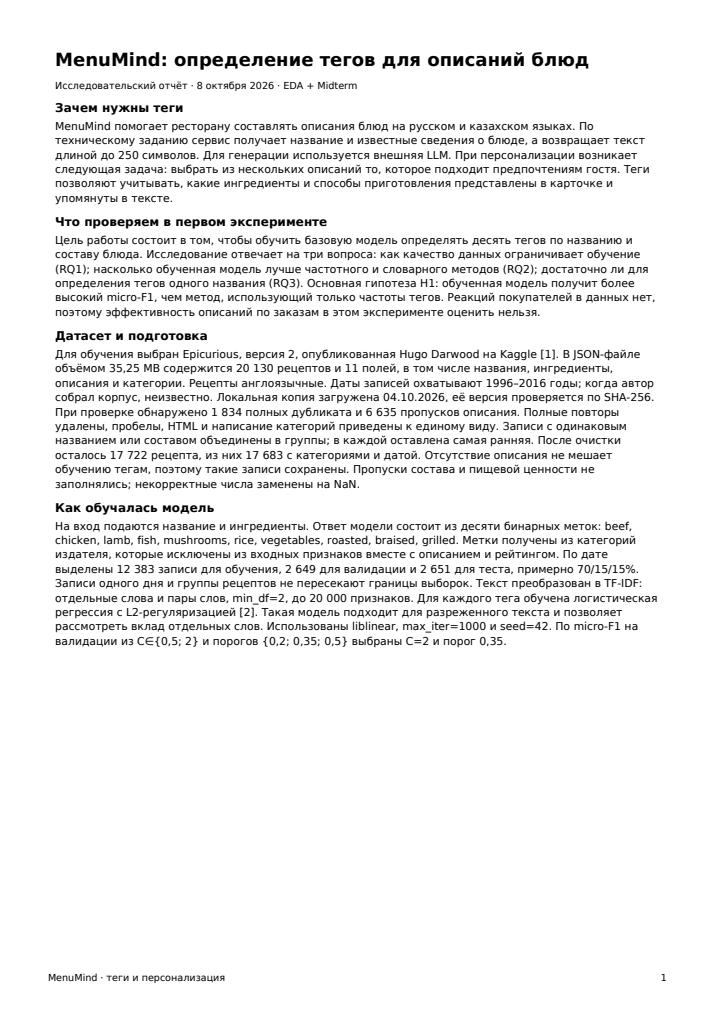 MenuMind: определение тегов для описаний блюд
Исследовательский отчёт · 8 октября 2026 · EDA + Midterm
Зачем нужны теги
MenuMind помогает ресторану составлять описания блюд на русском и казахском языках. По
техническому заданию сервис получает название и известные сведения о блюде, а возвращает текст
длиной до 250 символов. Для генерации используется внешняя LLM. При персонализации возникает
следующая задача: выбрать из нескольких описаний то, которое подходит предпочтениям гостя. Теги
позволяют учитывать, какие ингредиенты и способы приготовления представлены в карточке и
упомянуты в тексте.
Что проверяем в первом эксперименте
Цель работы состоит в том, чтобы обучить базовую модель определять десять тегов по названию и
составу блюда. Исследование отвечает на три вопроса: как качество данных ограничивает обучение
(RQ1); насколько обученная модель лучше частотного и словарного методов (RQ2); достаточно ли для
определения тегов одного названия (RQ3). Основная гипотеза H1: обученная модель получит более
высокий micro-F1, чем метод, использующий только частоты тегов. Реакций покупателей в данных нет,
поэтому эффективность описаний по заказам в этом эксперименте оценить нельзя.
Датасет и подготовка
Для обучения выбран Epicurious, версия 2, опубликованная Hugo Darwood на Kaggle [1]. В JSON-файле
объёмом 35,25 MB содержится 20 130 рецептов и 11 полей, в том числе названия, ингредиенты,
описания и категории. Рецепты англоязычные. Даты записей охватывают 1996–2016 годы; когда автор
собрал корпус, неизвестно. Локальная копия загружена 04.10.2026, её версия проверяется по SHA-256.
При проверке обнаружено 1 834 полных дубликата и 6 635 пропусков описания. Полные повторы
удалены, пробелы, HTML и написание категорий приведены к единому виду. Записи с одинаковым
названием или составом объединены в группы; в каждой оставлена самая ранняя. После очистки
осталось 17 722 рецепта, из них 17 683 с категориями и датой. Отсутствие описания не мешает
обучению тегам, поэтому такие записи сохранены. Пропуски состава и пищевой ценности не
заполнялись; некорректные числа заменены на NaN.
Как обучалась модель
На вход подаются название и ингредиенты. Ответ модели состоит из десяти бинарных меток: beef,
chicken, lamb, fish, mushrooms, rice, vegetables, roasted, braised, grilled. Метки получены из категорий
издателя, которые исключены из входных признаков вместе с описанием и рейтингом. По дате
выделены 12 383 записи для обучения, 2 649 для валидации и 2 651 для теста, примерно 70/15/15%.
Записи одного дня и группы рецептов не пересекают границы выборок. Текст преобразован в TF-IDF:
отдельные слова и пары слов, min_df=2, до 20 000 признаков. Для каждого тега обучена логистическая
регрессия с L2-регуляризацией [2]. Такая модель подходит для разреженного текста и позволяет
рассмотреть вклад отдельных слов. Использованы liblinear, max_iter=1000 и seed=42. По micro-F1 на
валидации из C∈{0,5; 2} и порогов {0,2; 0,35; 0,5} выбраны C=2 и порог 0,35.
MenuMind · теги и персонализация
1